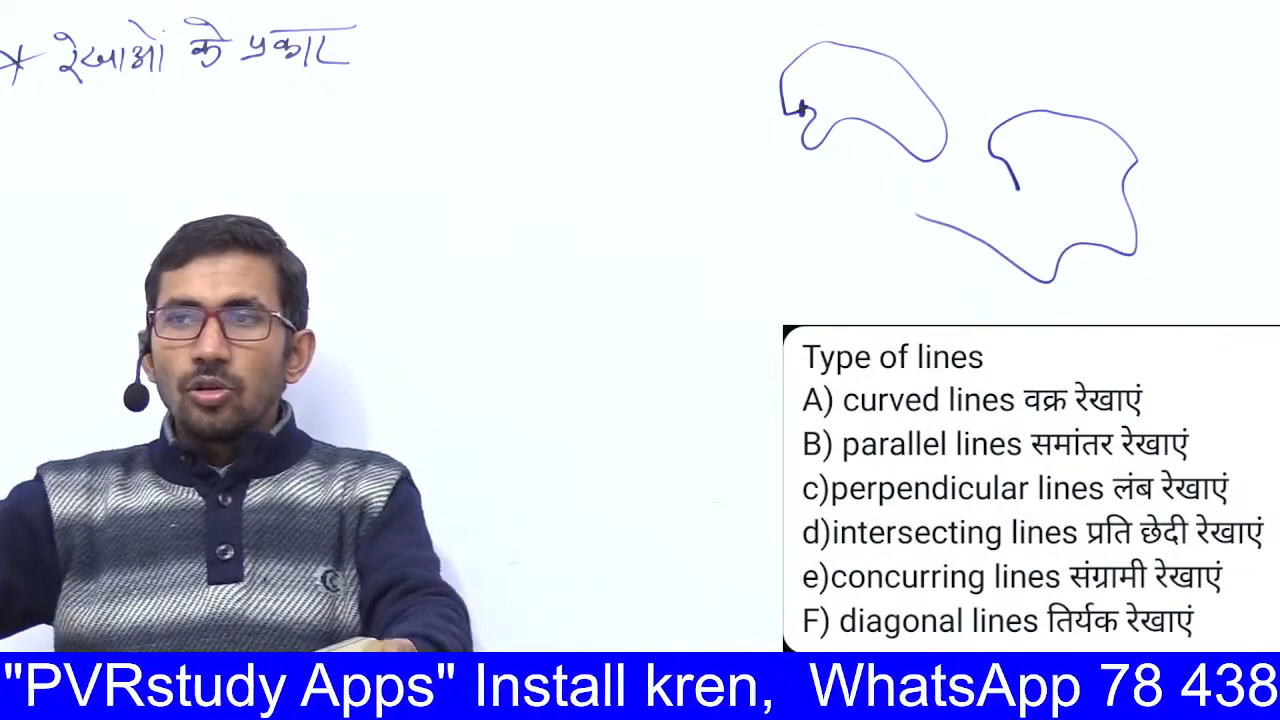 * रेखाओं के प्रकार
Type of lines
A) curved lines वक्र रेखाएं
B) parallel lines समांतर रेखाएं
c)perpendicular lines लंब रेखाएं
d)intersecting lines प्रति छेदी रेखाएं
e)concurring lines संग्रामी रेखाएं
F) diagonal lines तिर्यक रेखाएं
"PVRstudy Apps" Install kren, WhatsApp 78 438